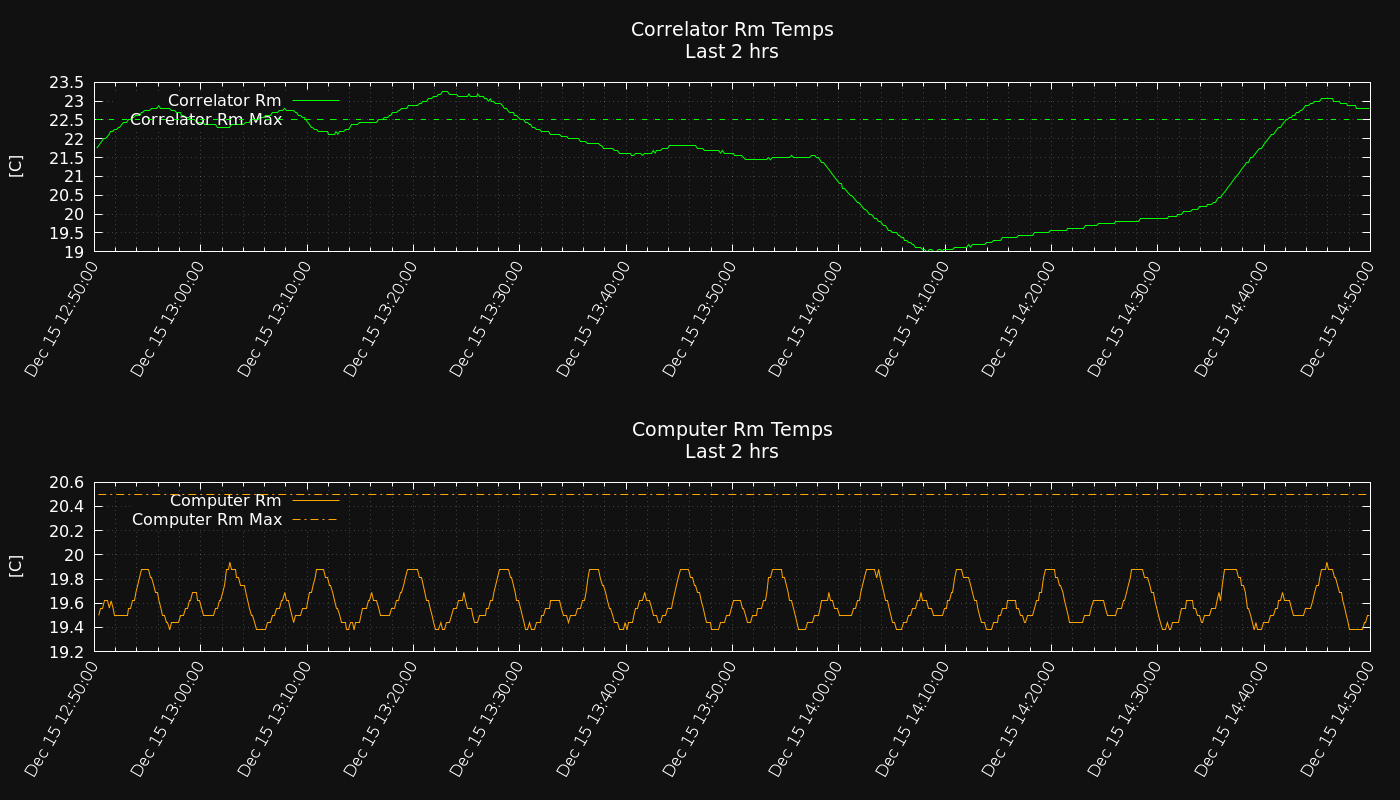 Correlator Rm Temps
Last 2 hrs
23.5
23
22.5
22
21.5
21
20.5
20
19.5
19
[C]
Correlator Rm
Correlator Rm Max
Dec 15 12:50:00
Dec 15 13:00:00
Dec 15 13:10:00
Dec 15 13:20:00
Dec 15 13:30:00
Dec 15 13:40:00
Dec 15 13:50:00
Dec 15 14:00:00
Dec 15 14:10:00
Dec 15 14:20:00
Dec 15 14:30:00
Dec 15 14:40:00
Dec 15 14:50:00
Computer Rm Temps
Last 2 hrs
20.6
20.4
20.2
20
19.8
19.6
19.4
19.2
[C]
Computer Rm
Computer Rm Max
Dec 15 12:50:00
Dec 15 13:00:00
Dec 15 13:10:00
Dec 15 13:20:00
Dec 15 13:30:00
Dec 15 13:40:00
Dec 15 13:50:00
Dec 15 14:00:00
Dec 15 14:10:00
Dec 15 14:20:00
Dec 15 14:30:00
Dec 15 14:40:00
Dec 15 14:50:00